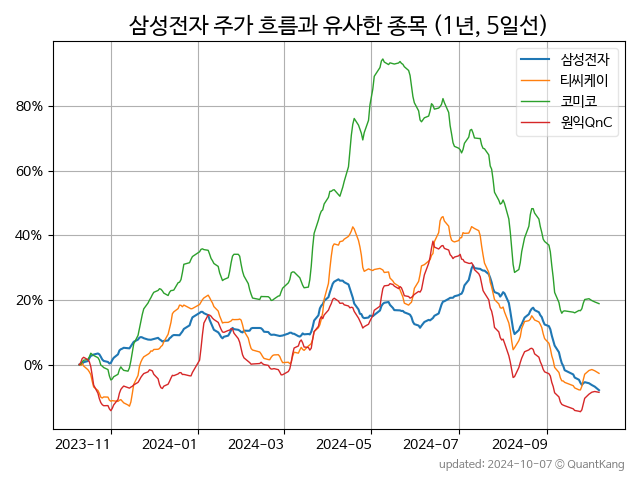 삼성전자 주가 흐름과 유사한 종목 (1년, 5일선)
삼성전자
티씨케이
코미코
원익QnC
80%
60%
40%
20%
0%
2023-11 2024-01 2024-03 2024-05 2024-07 2024-09
updated: 2024-10-07 © QuantKang